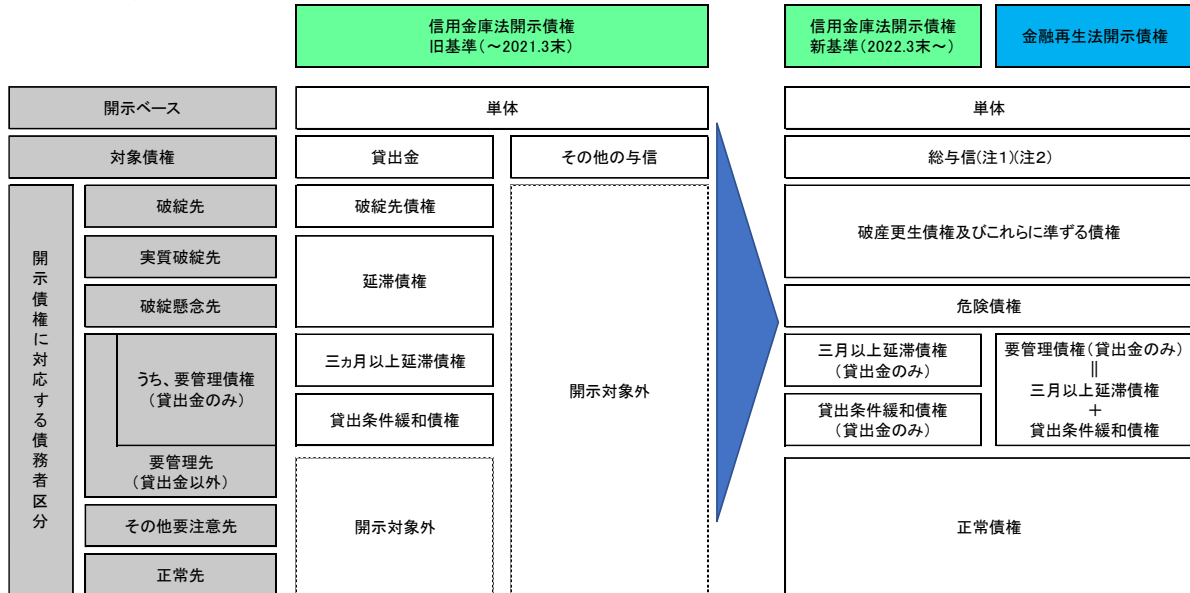 信用金庫法開示債権
旧基準（～2021.3末）
信用金庫法開示債権
新基準（2022.3末～）
金融再生法開示債権
開示ベース
単体
単体
対象債権
貸出金
その他の与信
総与信(注１)(注２)
開示債権に対応する債務者区分
破綻先
破綻先債権
破産更生債権及びこれらに準ずる債権
実質破綻先
延滞債権
破綻懸念先
危険債権
うち、要管理債権
（貸出金のみ）
三ヵ月以上延滞債権
開示対象外
三月以上延滞債権
（貸出金のみ）
要管理債権（貸出金のみ）
||
三月以上延滞債権
＋
貸出条件緩和債権
貸出条件緩和債権
貸出条件緩和債権
（貸出金のみ）
要管理先
（貸出金以外）
開示対象外
正常債権
その他要注意先
正常先